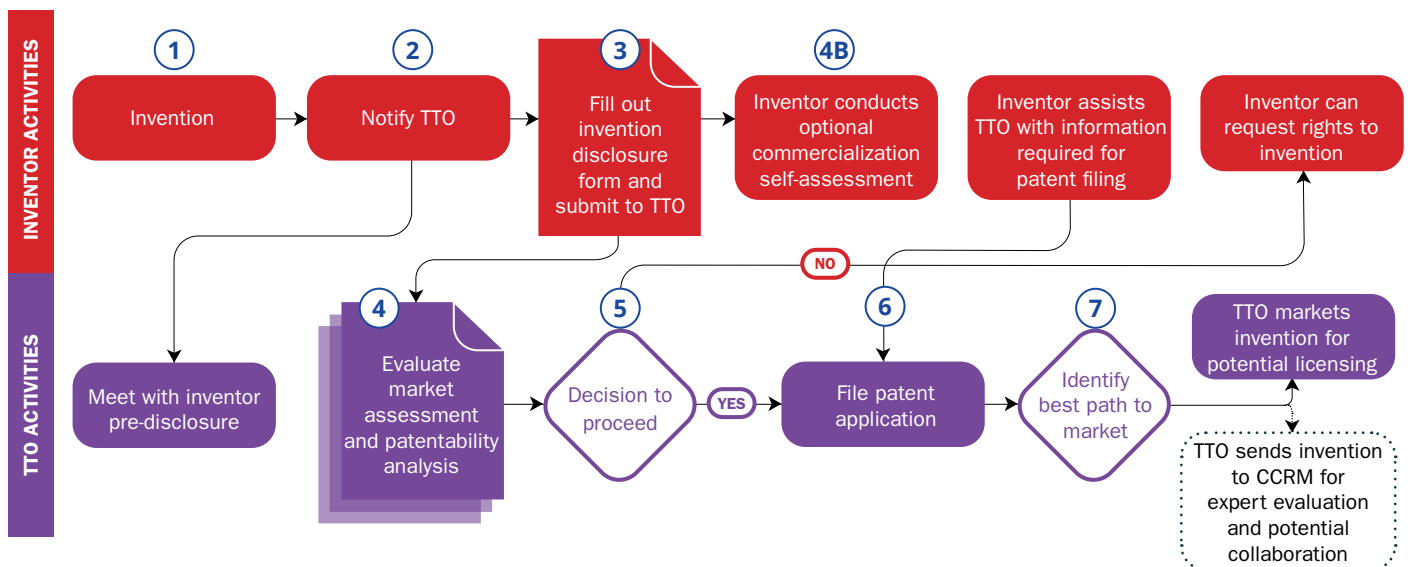 INVENTOR ACTIVITIES
1
Invention
2
Notify TTO
3
Fill out
invention
disclosure
form and
submit to TTO
4B
Inventor conducts
optional
commercialization
self-assessment
Inventor assists
TTO with information
required for
patent filing
Inventor can
request rights to
invention
NO
TTO ACTIVITIES
Meet with inventor
pre-disclosure
4
Evaluate
market
assessment
and patentability
analysis
5
Decision to
proceed
YES
6
File patent
application
7
Identify
best path to
market
TTO markets
invention for
potential licensing
TTO sends invention
to CCRM for
expert evaluation
and potential
collaboration